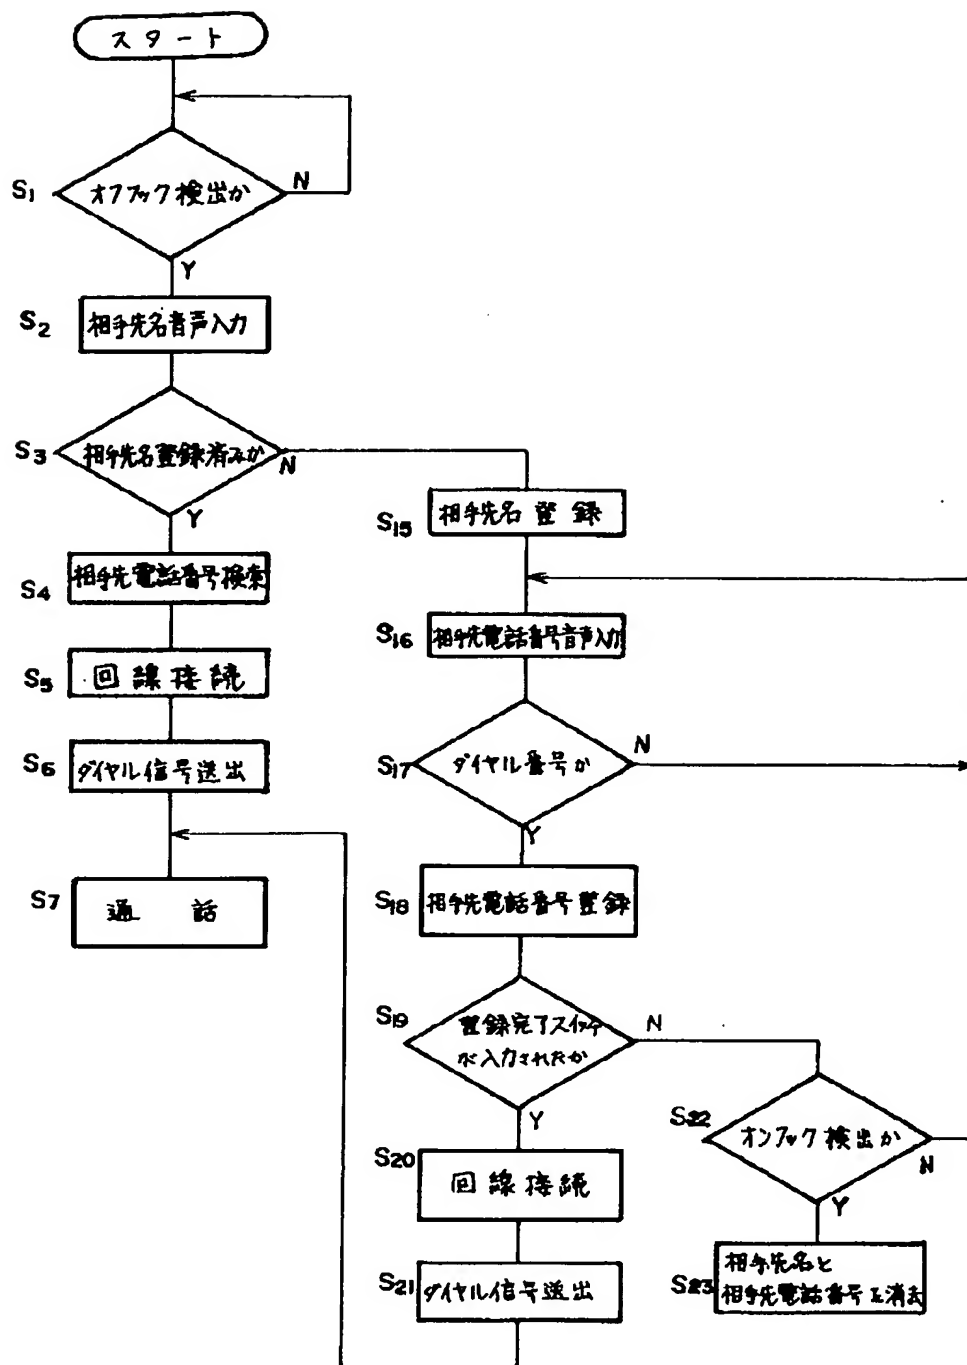 スタート
S1
オフフック検出か
N
Y
S2
相手先名音声入力
S3
相手先名登録済みか
N
Y
S4
相手先電話番号検索
S5
回線接続
S6
ダイヤル信号送出
S7
通話
S15
相手先名登録
S16
相手先電話番号音声入力
S17
ダイヤル番号か
N
Y
S18
相手先電話番号登録
S19
登録完了スイッチ
が入力されたか
N
Y
S20
回線接続
S21
ダイヤル信号送出
S22
オンフック検出か
N
Y
S23
相手先名と
相手先電話番号を消去